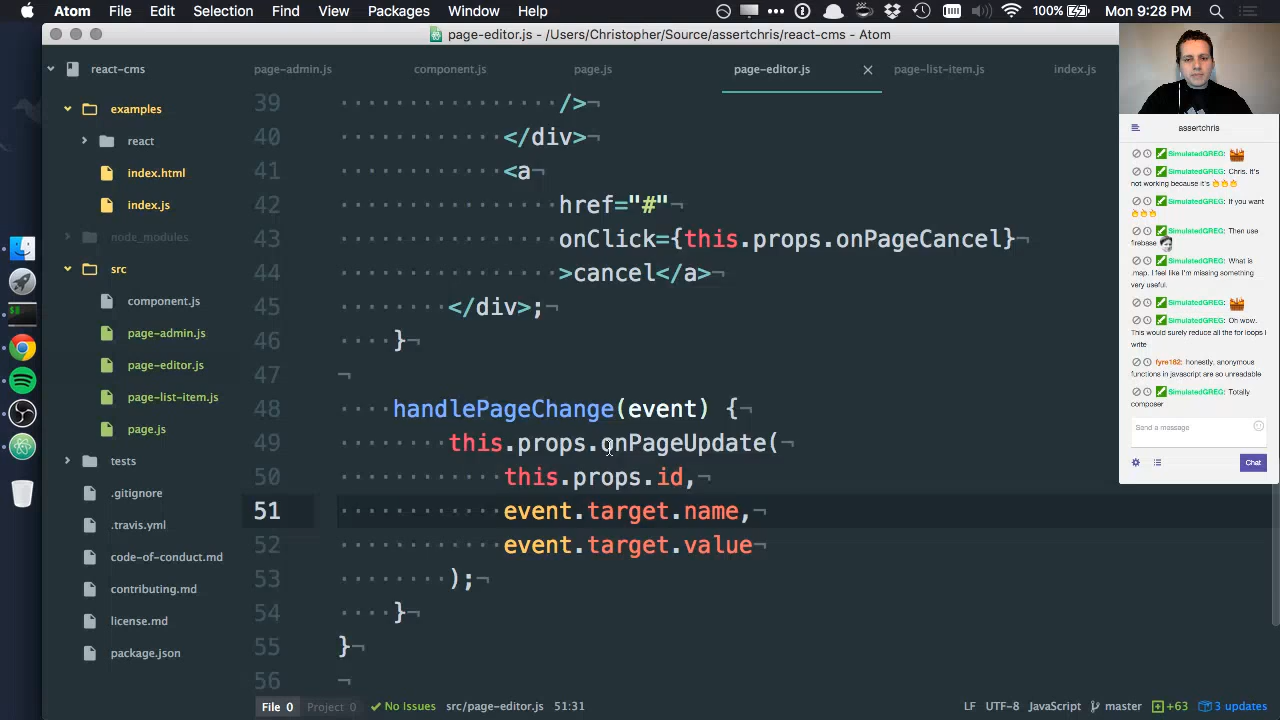 Atom File Edit Selection Find View Packages Window Help 100% Mon 9:28 PM
page-editor.js - /Users/Christopher/Source/assertchris/react-cms - Atom
react-cms
examples
react
index.html
index.js
node_modules
src
component.js
page-admin.js
page-editor.js
page-list-item.js
page.js
tests
.gitignore
.travis.yml
code-of-conduct.md
contributing.md
license.md
package.json
page-admin.js component.js page.js page-editor.js page-list-item.js index.js
39 />¬
40 </div>¬
41 <a¬
42 href="#"¬
43 onClick={this.props.onPageCancel}¬
44 >cancel</a>¬
45 </div>;¬
46 }¬
47 ¬
48 handlePageChange(event) {¬
49 this.props.onPageUpdate(¬
50 this.props.id,¬
51 event.target.name,¬
52 event.target.value¬
53 );¬
54 }¬
55 }¬
56 ¬
File 0 Project 0 No Issues src/page-editor.js 51:31 LF UTF-8 JavaScript master +63 3 updates
assertchris
SimulatedGREG:
SimulatedGREG: Chris. It's
not working because it's
SimulatedGREG: If you want
SimulatedGREG: Then use
firebase
SimulatedGREG: What is
.map. I feel like I'm missing something
very useful.
SimulatedGREG:
SimulatedGREG: Oh wow.
This would surely reduce all the for loops I
write
fyre162: honestly, anonymous
functions in javascript are so unreadable
SimulatedGREG: Totally
composer
Send a message
Chat